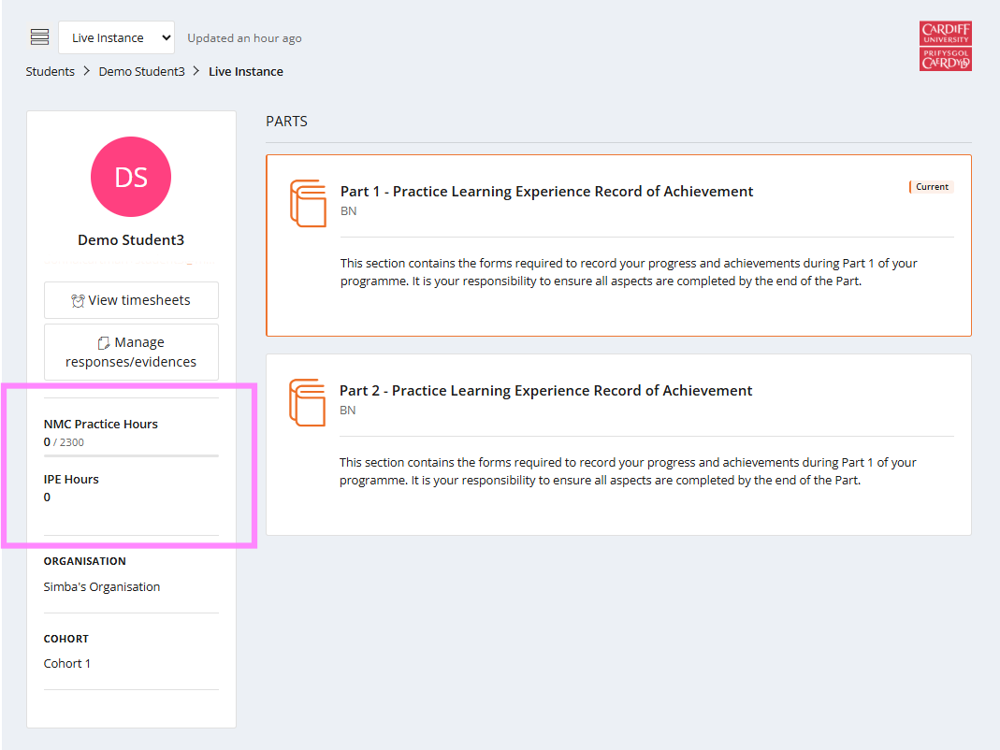 Live Instance
Updated an hour ago
CARDIFF
UNIVERSITY
PRIFYSGOL
CAERDYDD
Students > Demo Student3 > Live Instance
DS
Demo Student3
View timesheets
Manage
responses/evidences
NMC Practice Hours
0 / 2300
IPE Hours
0
ORGANISATION
Simba's Organisation
COHORT
Cohort 1
PARTS
Part 1 - Practice Learning Experience Record of Achievement
Current
BN
This section contains the forms required to record your progress and achievements during Part 1 of your
programme. It is your responsibility to ensure all aspects are completed by the end of the Part.
Part 2 - Practice Learning Experience Record of Achievement
BN
This section contains the forms required to record your progress and achievements during Part 1 of your
programme. It is your responsibility to ensure all aspects are completed by the end of the Part.